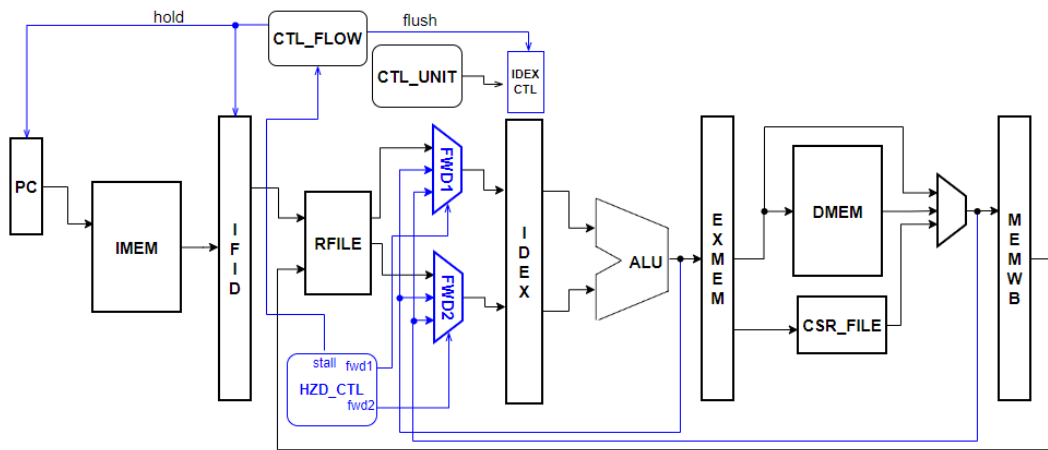 hold
flush
CTL_FLOW
CTL_UNIT
IDEX
CTL
PC
IMEM
I
F
I
D
RFILE
FWD1
FWD2
I
D
E
X
ALU
E
X
M
E
M
DMEM
CSR_FILE
M
E
M
W
B
stall
fwd1
HZD_CTL
fwd2